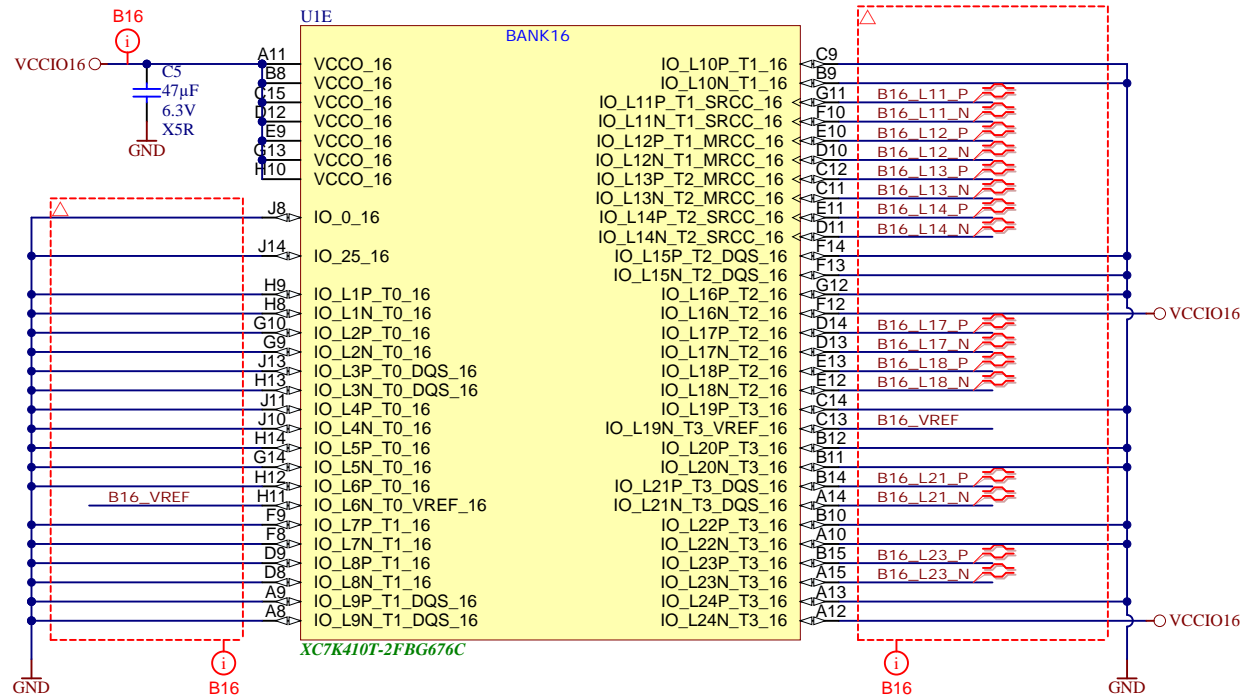 B16
U1E
BANK16
VCCIO16
C5
47µF
6.3V
X5R
GND
A11 VCCO_16
B8 VCCO_16
C15 VCCO_16
D12 VCCO_16
E9 VCCO_16
G13 VCCO_16
H10 VCCO_16
J8 IO_0_16
J14 IO_25_16
H9 IO_L1P_T0_16
H8 IO_L1N_T0_16
G10 IO_L2P_T0_16
G9 IO_L2N_T0_16
J13 IO_L3P_T0_DQS_16
H13 IO_L3N_T0_DQS_16
J11 IO_L4P_T0_16
J10 IO_L4N_T0_16
H14 IO_L5P_T0_16
G14 IO_L5N_T0_16
H12 IO_L6P_T0_16
B16_VREF H11 IO_L6N_T0_VREF_16
F9 IO_L7P_T1_16
F8 IO_L7N_T1_16
D9 IO_L8P_T1_16
D8 IO_L8N_T1_16
A9 IO_L9P_T1_DQS_16
A8 IO_L9N_T1_DQS_16
IO_L10P_T1_16 C9
IO_L10N_T1_16 B9
IO_L11P_T1_SRCC_16 G11 B16_L11_P
IO_L11N_T1_SRCC_16 F10 B16_L11_N
IO_L12P_T1_MRCC_16 E10 B16_L12_P
IO_L12N_T1_MRCC_16 D10 B16_L12_N
IO_L13P_T2_MRCC_16 C12 B16_L13_P
IO_L13N_T2_MRCC_16 C11 B16_L13_N
IO_L14P_T2_SRCC_16 E11 B16_L14_P
IO_L14N_T2_SRCC_16 D11 B16_L14_N
IO_L15P_T2_DQS_16 F14
IO_L15N_T2_DQS_16 F13
IO_L16P_T2_16 G12
IO_L16N_T2_16 F12 VCCIO16
IO_L17P_T2_16 D14 B16_L17_P
IO_L17N_T2_16 D13 B16_L17_N
IO_L18P_T2_16 E13 B16_L18_P
IO_L18N_T2_16 E12 B16_L18_N
IO_L19P_T3_16 C14
IO_L19N_T3_VREF_16 C13 B16_VREF
IO_L20P_T3_16 B12
IO_L20N_T3_16 B11
IO_L21P_T3_DQS_16 B14 B16_L21_P
IO_L21N_T3_DQS_16 A14 B16_L21_N
IO_L22P_T3_16 B10
IO_L22N_T3_16 A10
IO_L23P_T3_16 B15 B16_L23_P
IO_L23N_T3_16 A15 B16_L23_N
IO_L24P_T3_16 A13
IO_L24N_T3_16 A12 VCCIO16
XC7K410T-2FBG676C
i
i
i
GND
B16
B16
GND